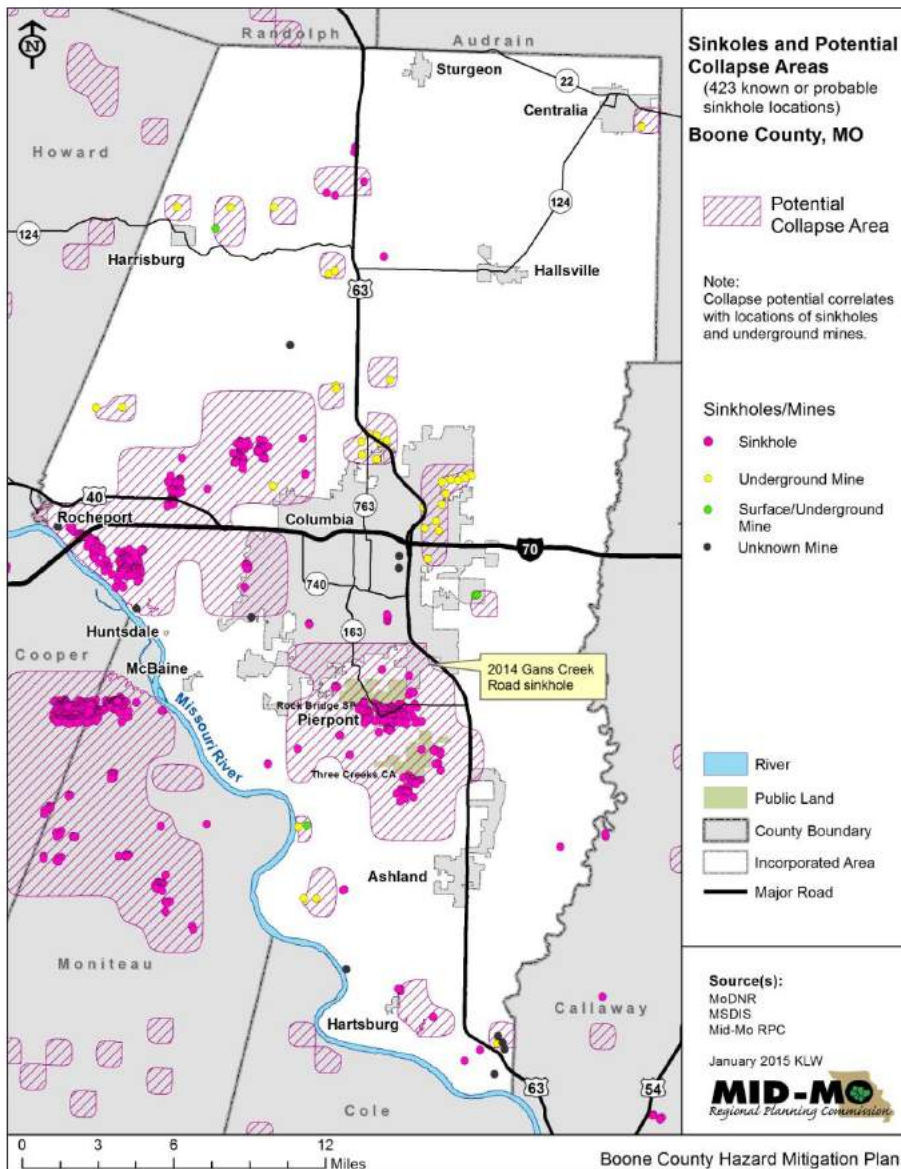 Randolph
Audrain
N
Sturgeon
22
Centralia
Howard
124
124
Harrisburg
Hallsville
63
40
Rocheport
763
Columbia
70
740
Huntsdale
163
Cooper
McBaine
2014 Gans Creek
Road sinkhole
Rock Bridge SP
Pierpont
Missouri River
Three Creeks CA
Ashland
Moniteau
Callaway
Hartsburg
63
54
Cole
Sinkoles and Potential
Collapse Areas
(423 known or probable
sinkhole locations)
Boone County, MO
Potential
Collapse Area
Note:
Collapse potential correlates
with locations of sinkholes
and underground mines.
Sinkholes/Mines
Sinkhole
Underground Mine
Surface/Underground
Mine
Unknown Mine
River
Public Land
County Boundary
Incorporated Area
Major Road
Source(s):
MoDNR
MSDIS
Mid-Mo RPC
January 2015 KLW
MID-MO
Regional Planning Commission
0 3 6 12
Miles
Boone County Hazard Mitigation Plan